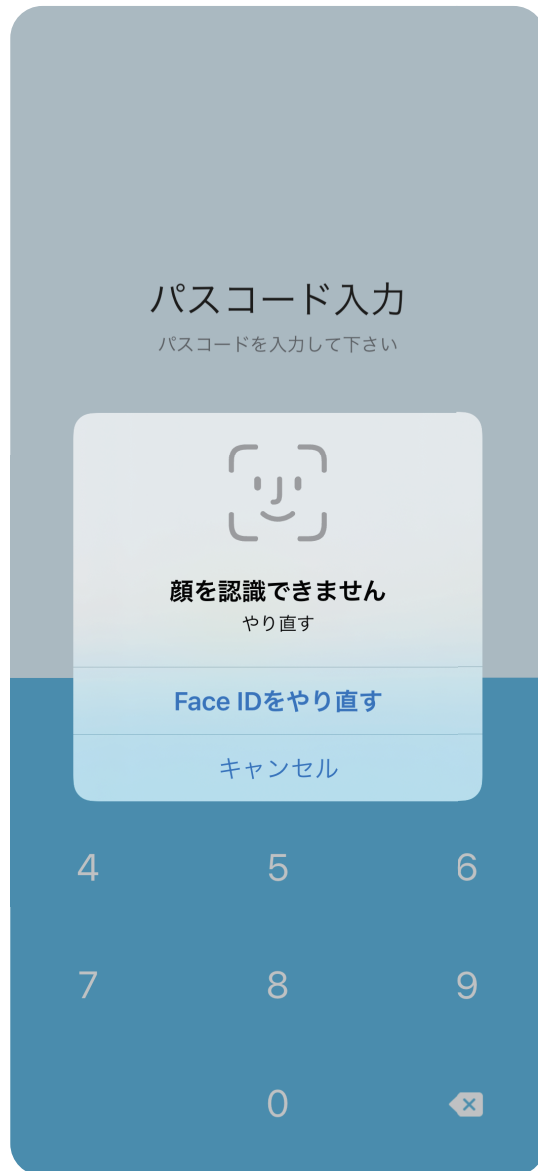 パスコード入力
パスコードを入力して下さい
顔を認識できません
やり直す
Face IDをやり直す
キャンセル
4 5 6
7 8 9
0